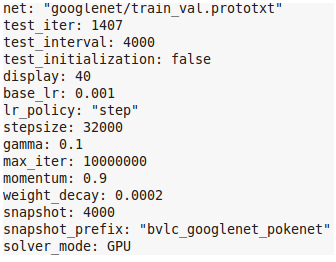 net: "googlenet/train_val.prototxt"
test_iter: 1407
test_interval: 4000
test_initialization: false
display: 40
base_lr: 0.001
lr_policy: "step"
stepsize: 32000
gamma: 0.1
max_iter: 10000000
momentum: 0.9
weight_decay: 0.0002
snapshot: 4000
snapshot_prefix: "bvlc_googlenet_pokenet"
solver_mode: GPU